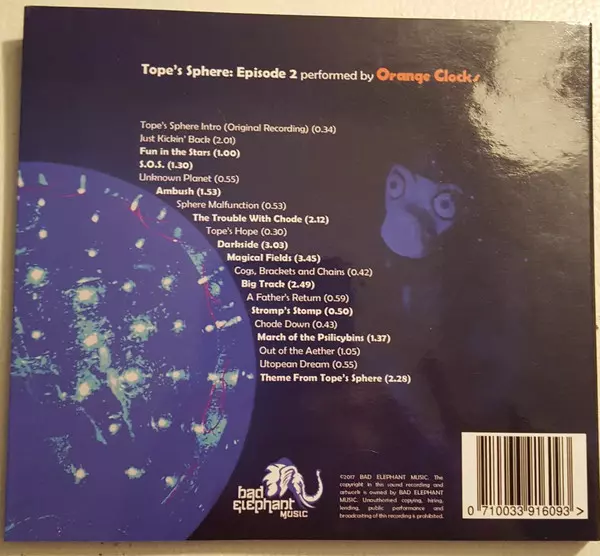 Tope's Sphere: Episode 2 performed by Orange Clocks
Tope's Sphere Intro (Original Recording) (0.34)
Just Kickin' Back (2.01)
Fun in the Stars (1.00)
S.O.S. (1.30)
Unknown Planet (0.55)
Ambush (1.53)
Sphere Malfunction (0.53)
The Trouble With Chode (2.12)
Tope's Hope (0.30)
Darkside (3.03)
Magical Fields (3.45)
Cogs, Brackets and Chains (0.42)
Big Track (2.49)
A Father's Return (0.59)
Stromp's Stomp (0.50)
Chode Down (0.43)
March of the Psilicybins (1.37)
Out of the Aether (1.05)
Utopean Dream (0.55)
Theme From Tope's Sphere (2.28)
bad
elephant
MUSIC
©2017 BAD ELEPHANT MUSIC. The
copyright in this sound recording and
artwork is owned by BAD ELEPHANT
MUSIC. Unauthorised copying, hiring,
lending, public performance and
broadcasting of this recording is prohibited.
0 710033 916093 >